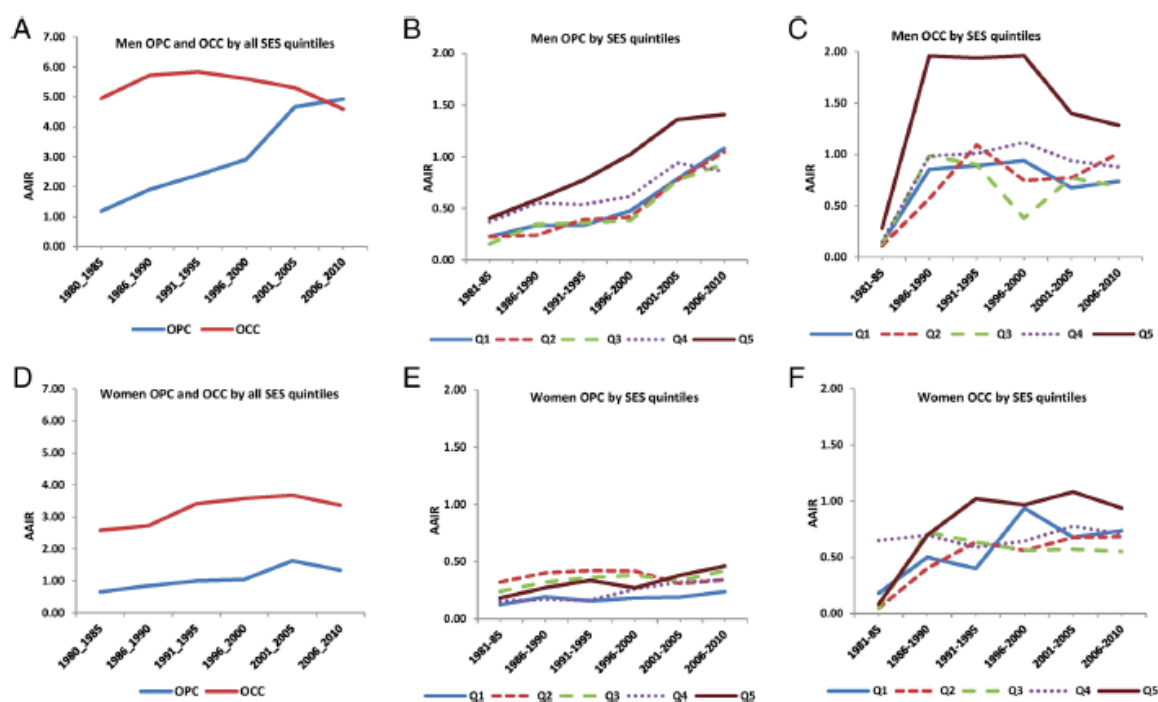 A
Men OPC and OCC by all SES quintiles
7.00
6.00
5.00
4.00
3.00
2.00
1.00
0.00
AAIR
1980_1985
1986_1990
1991_1995
1996_2000
2001_2005
2006_2010
OPC
OCC
B
Men OPC by SES quintiles
2.00
1.50
1.00
0.50
0.00
AAIR
1981-85
1986-1990
1991-1995
1996-2000
2001-2005
2006-2010
Q1
Q2
Q3
Q4
Q5
C
Men OCC by SES quintiles
2.00
1.50
1.00
0.50
0.00
AAIR
1981-85
1986-1990
1991-1995
1996-2000
2001-2005
2006-2010
Q1
Q2
Q3
Q4
Q5
D
Women OPC and OCC by all SES quintiles
7.00
6.00
5.00
4.00
3.00
2.00
1.00
0.00
AAIR
1980_1985
1986_1990
1991_1995
1996_2000
2001_2005
2006_2010
OPC
OCC
E
Women OPC by SES quintiles
2.00
1.50
1.00
0.50
0.00
AAIR
1981-85
1986-1990
1991-1995
1996-2000
2001-2005
2006-2010
Q1
Q2
Q3
Q4
Q5
F
Women OCC by SES quintiles
2.00
1.50
1.00
0.50
0.00
AAIR
1981-85
1986-1990
1991-1995
1996-2000
2001-2005
2006-2010
Q1
Q2
Q3
Q4
Q5